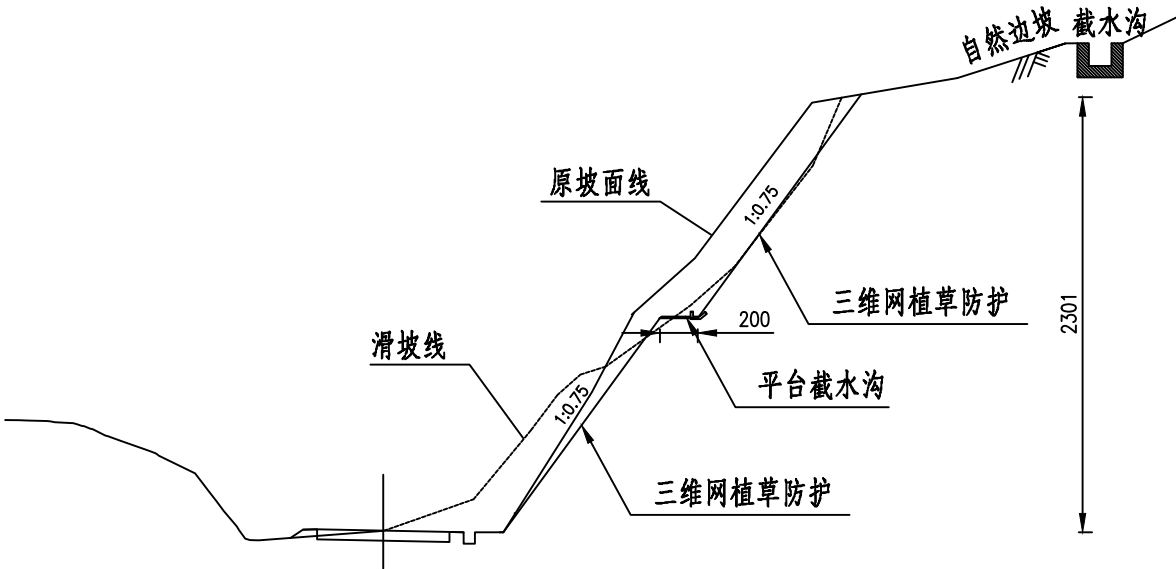 自然边坡 截水沟
原坡面线
1:0.75
三维网植草防护
2301
200
滑坡线
平台截水沟
1:0.75
三维网植草防护